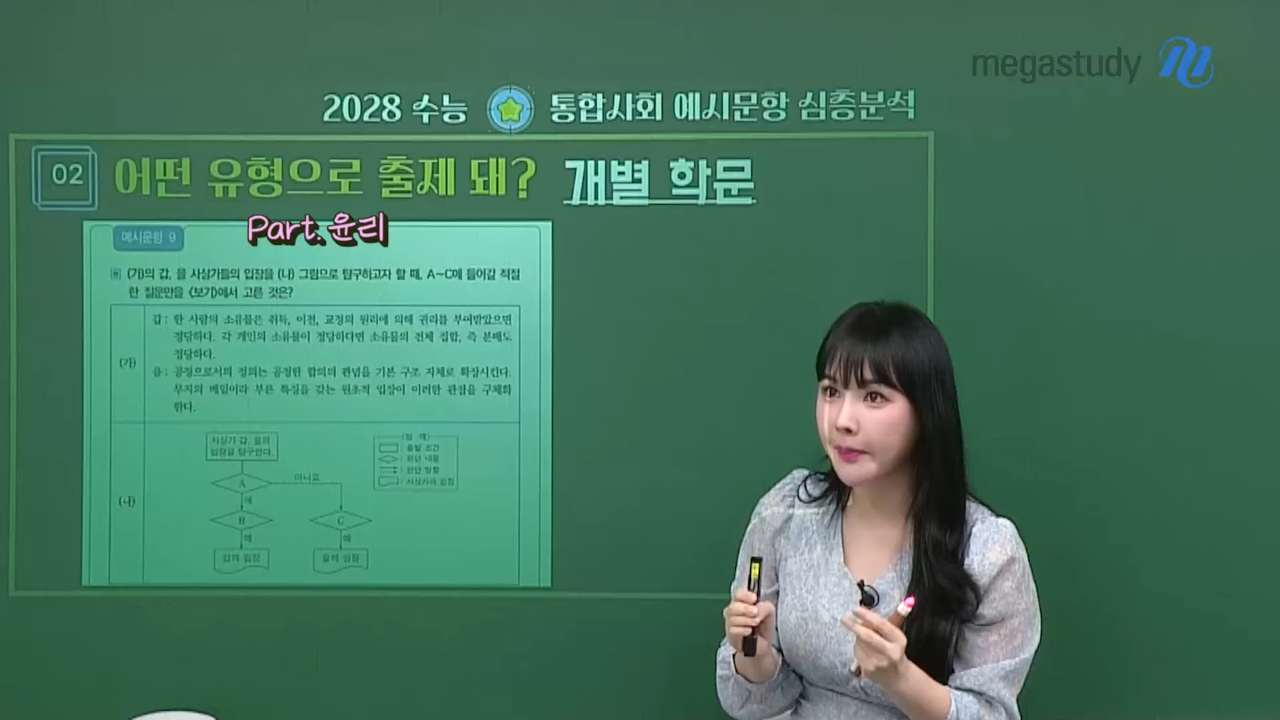 megastudy
2028 수능 통합사회 예시문항 심층분석
02 어떤 유형으로 출제 돼? 개별 학문
Part. 윤리
예시문항 9
(가)의 갑, 을 사상가들의 입장을 (나) 그림으로 탐구하고자 할 때, A~C에 들어갈 적절
한 질문만을 <보기>에서 고른 것은?
(가)
갑 : 한 사람의 소유물은 취득, 이전, 교정의 원리에 의해 권리를 부여받았으면
정당하다. 각 개인의 소유물이 정당하다면 소유물의 전체 집합, 즉 분배도
정당하다.
을 : 공정으로서의 정의는 공정한 합의의 관념을 기본 구조 자체로 확장시킨다.
무지의 베일이라 부른 특징을 갖는 원초적 입장이 이러한 관점을 구체화
한다.
(나)
사상가 갑, 을의
입장을 탐구한다.
A
아니요
예
B
C
예
예
갑의 입장
을의 입장
<범 례>
: 출발 조건
: 판단 내용
: 판단 방향
: 사상가의 입장